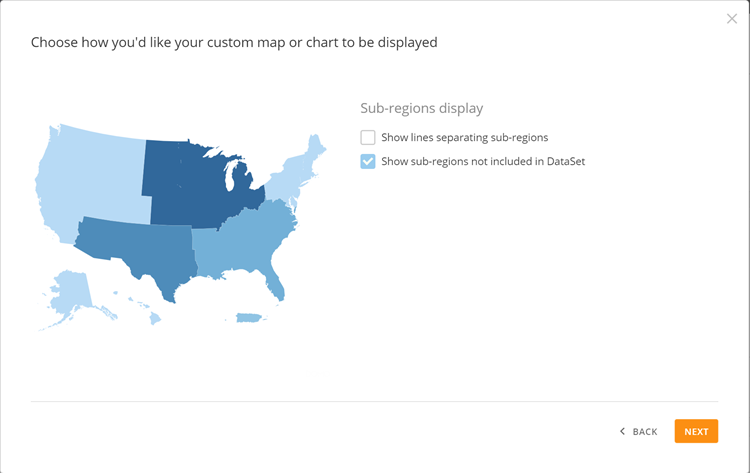 Choose how you'd like your custom map or chart to be displayed
Sub-regions display
Show lines separating sub-regions
Show sub-regions not included in DataSet
BACK
NEXT